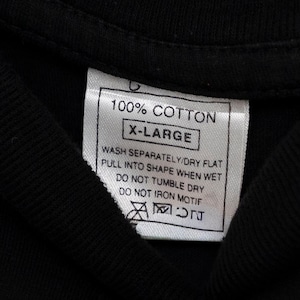 100% COTTON
X-LARGE
WASH SEPARATELY/DRY FLAT
PULL INTO SHAPE WHEN WET
DO NOT TUMBLE DRY
DO NOT IRON MOTIF